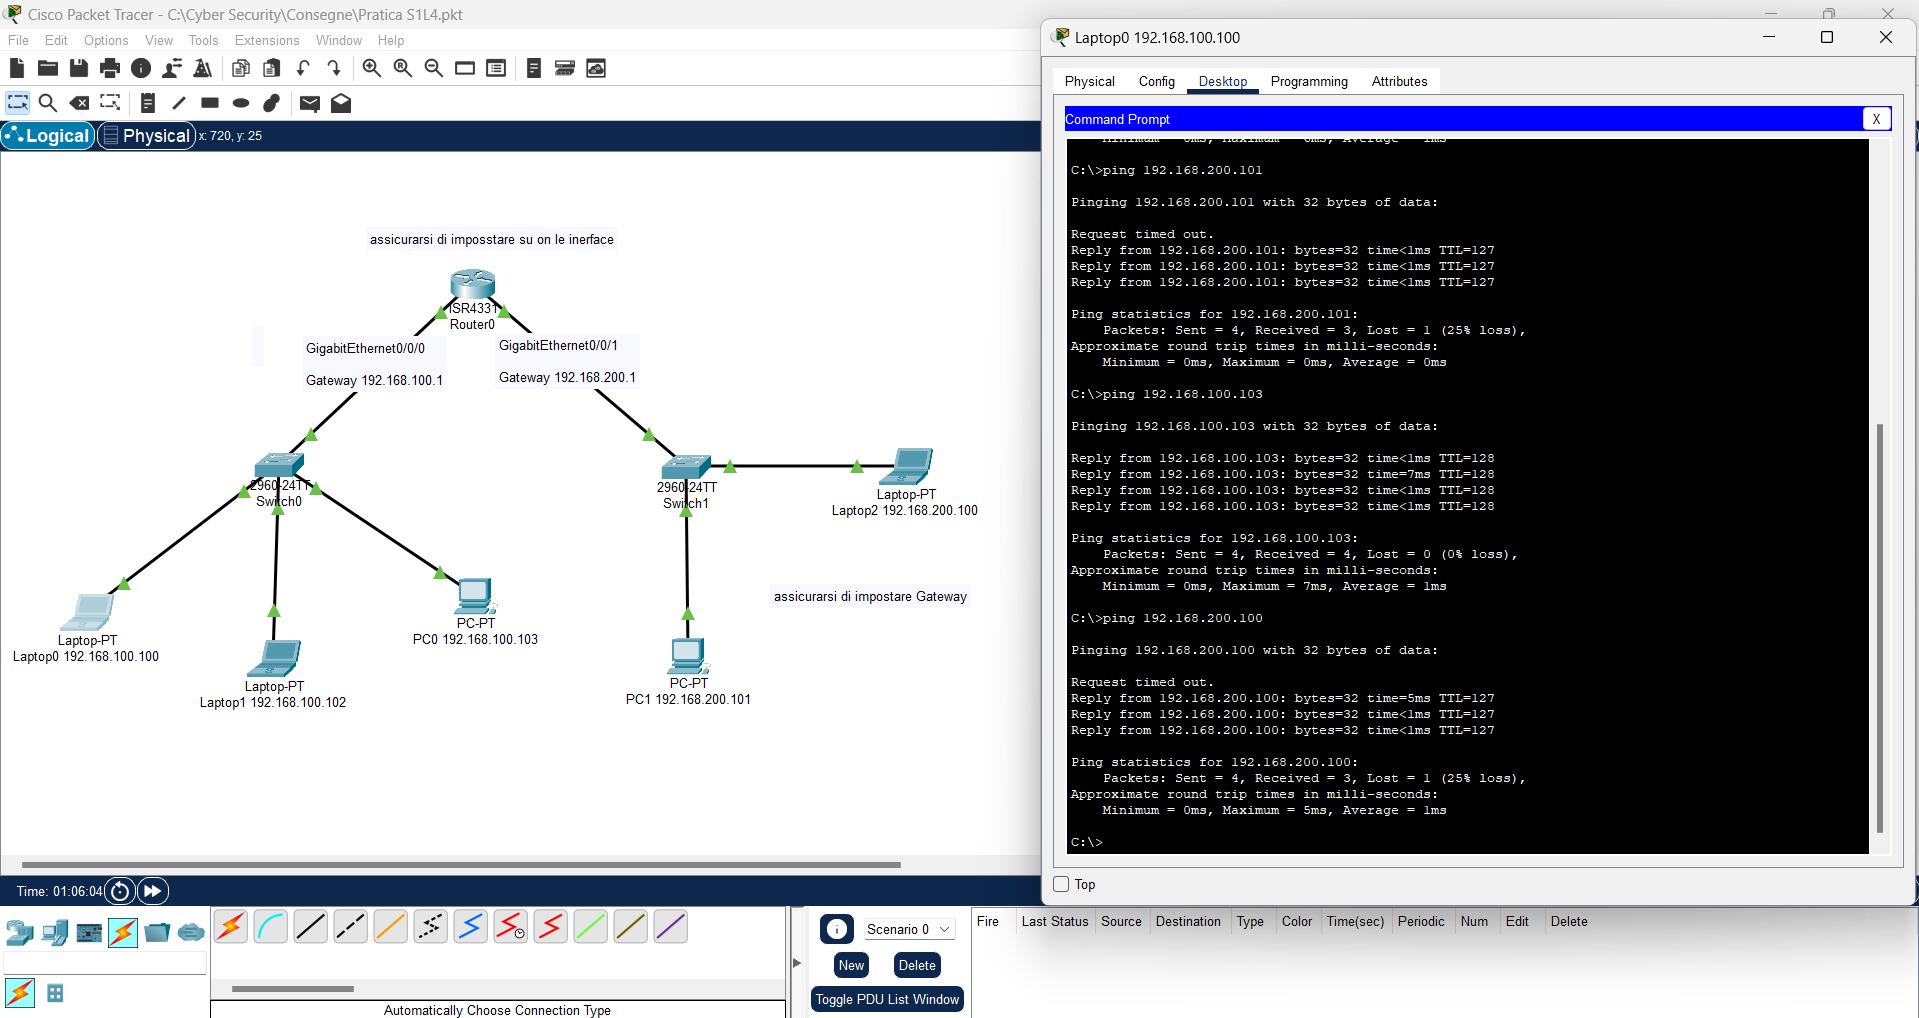 Cisco Packet Tracer - C:\Cyber Security\Consegne\Pratica S1L4.pkt
File Edit Options View Tools Extensions Window Help
Logical Physical x: 720, y: 25
assicurarsi di imposstare su on le inerface
ISR4331
Router0
GigabitEthernet0/0/0
Gateway 192.168.100.1
GigabitEthernet0/0/1
Gateway 192.168.200.1
2960-24TT
Switch0
2960-24TT
Switch1
Laptop-PT
Laptop2 192.168.200.100
assicurarsi di impostare Gateway
Laptop-PT
Laptop0 192.168.100.100
Laptop-PT
Laptop1 192.168.100.102
PC-PT
PC0 192.168.100.103
PC-PT
PC1 192.168.200.101
Time: 01:06:04
Automatically Choose Connection Type
Scenario 0
New Delete
Toggle PDU List Window
Fire Last Status Source Destination Type Color Time(sec) Periodic Num Edit Delete
Laptop0 192.168.100.100
Physical Config Desktop Programming Attributes
Command Prompt X
Minimum = 0ms, Maximum = 6ms, Average = 1ms
C:\>ping 192.168.200.101
Pinging 192.168.200.101 with 32 bytes of data:
Request timed out.
Reply from 192.168.200.101: bytes=32 time<1ms TTL=127
Reply from 192.168.200.101: bytes=32 time<1ms TTL=127
Reply from 192.168.200.101: bytes=32 time<1ms TTL=127
Ping statistics for 192.168.200.101:
Packets: Sent = 4, Received = 3, Lost = 1 (25% loss),
Approximate round trip times in milli-seconds:
Minimum = 0ms, Maximum = 0ms, Average = 0ms
C:\>ping 192.168.100.103
Pinging 192.168.100.103 with 32 bytes of data:
Reply from 192.168.100.103: bytes=32 time<1ms TTL=128
Reply from 192.168.100.103: bytes=32 time=7ms TTL=128
Reply from 192.168.100.103: bytes=32 time<1ms TTL=128
Reply from 192.168.100.103: bytes=32 time<1ms TTL=128
Ping statistics for 192.168.100.103:
Packets: Sent = 4, Received = 4, Lost = 0 (0% loss),
Approximate round trip times in milli-seconds:
Minimum = 0ms, Maximum = 7ms, Average = 1ms
C:\>ping 192.168.200.100
Pinging 192.168.200.100 with 32 bytes of data:
Request timed out.
Reply from 192.168.200.100: bytes=32 time=5ms TTL=127
Reply from 192.168.200.100: bytes=32 time<1ms TTL=127
Reply from 192.168.200.100: bytes=32 time<1ms TTL=127
Ping statistics for 192.168.200.100:
Packets: Sent = 4, Received = 3, Lost = 1 (25% loss),
Approximate round trip times in milli-seconds:
Minimum = 0ms, Maximum = 5ms, Average = 1ms
C:\>
Top